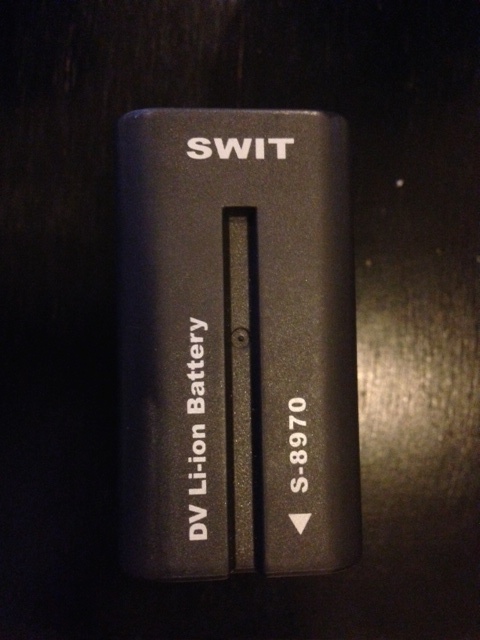 SWIT
DV Li-ion Battery
S-8970